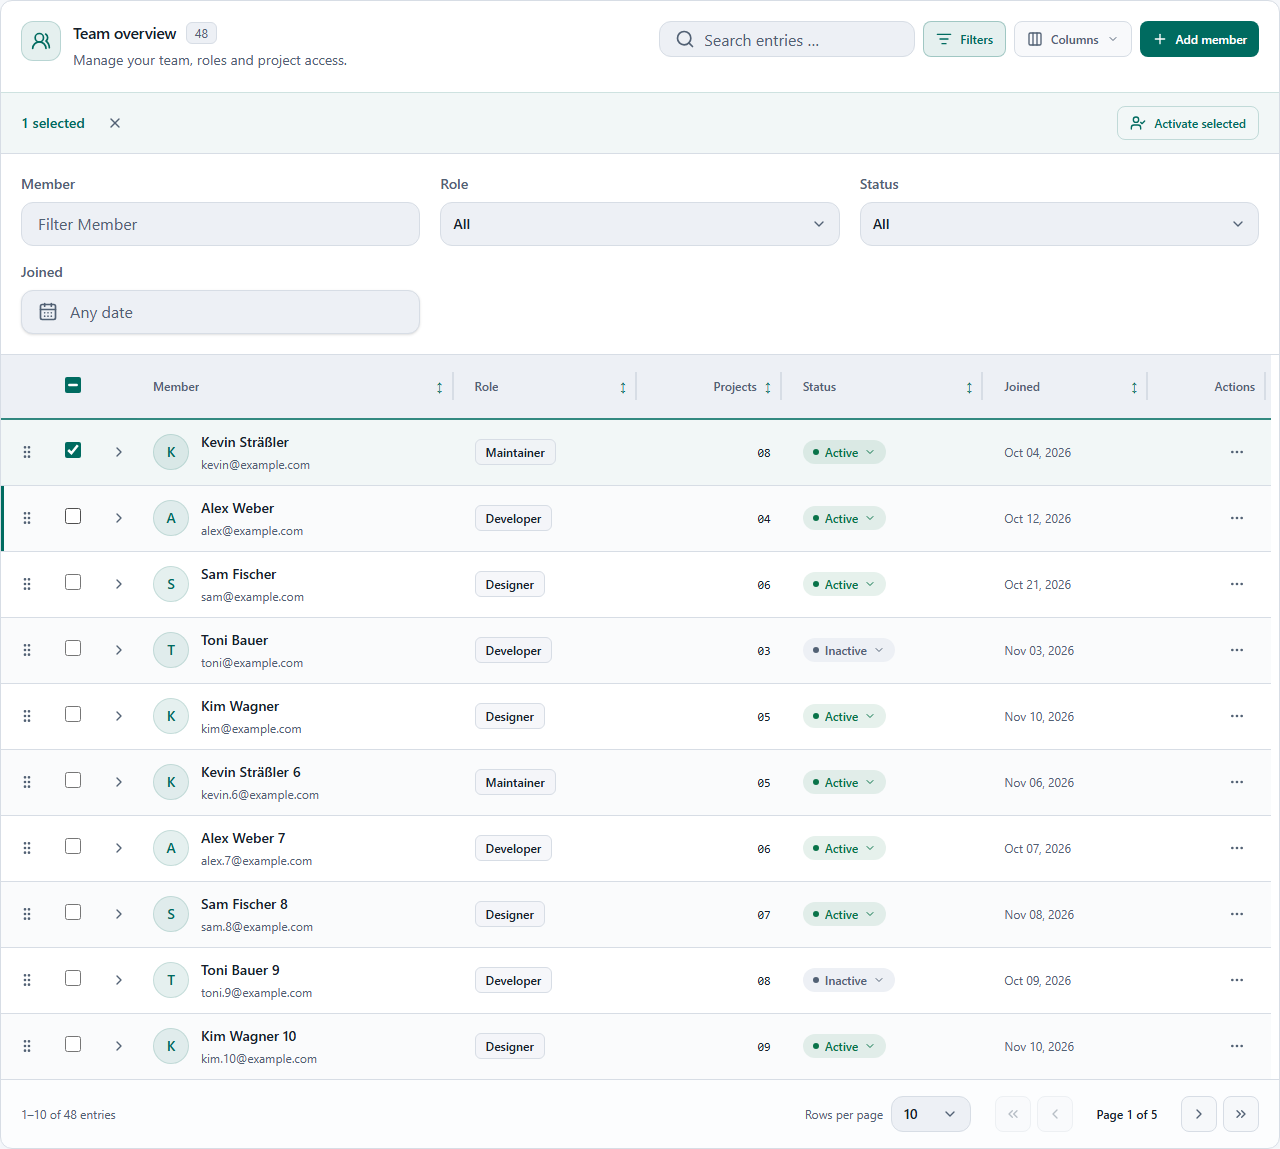 Team overview 48
Manage your team, roles and project access.
Search entries ...
Filters
Columns
Add member
1 selected
Activate selected
Member Role Status
Filter Member All All
Joined
Any date
Member Role Projects Status Joined Actions
K Kevin Sträßler Maintainer 08 Active Oct 04, 2026
kevin@example.com
A Alex Weber Developer 04 Active Oct 12, 2026
alex@example.com
S Sam Fischer Designer 06 Active Oct 21, 2026
sam@example.com
T Toni Bauer Developer 03 Inactive Nov 03, 2026
toni@example.com
K Kim Wagner Designer 05 Active Nov 10, 2026
kim@example.com
K Kevin Sträßler 6 Maintainer 05 Active Nov 06, 2026
kevin.6@example.com
A Alex Weber 7 Developer 06 Active Oct 07, 2026
alex.7@example.com
S Sam Fischer 8 Designer 07 Active Nov 08, 2026
sam.8@example.com
T Toni Bauer 9 Developer 08 Inactive Oct 09, 2026
toni.9@example.com
K Kim Wagner 10 Designer 09 Active Nov 10, 2026
kim.10@example.com
1–10 of 48 entries Rows per page 10 Page 1 of 5